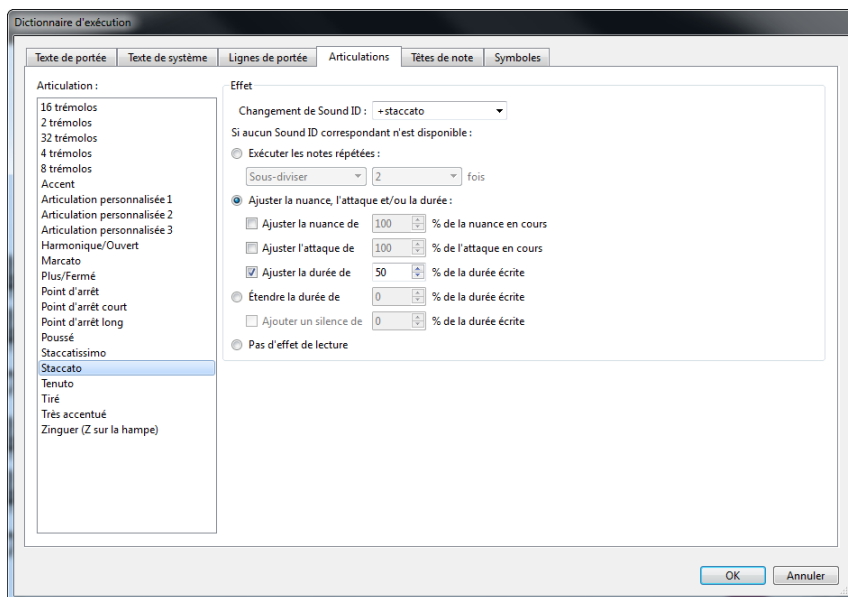 Dictionnaire d'exécution
Texte de portée Texte de système Lignes de portée Articulations Têtes de note Symboles
Articulation :
16 trémolos
2 trémolos
32 trémolos
4 trémolos
8 trémolos
Accent
Articulation personnalisée 1
Articulation personnalisée 2
Articulation personnalisée 3
Harmonique/Ouvert
Marcato
Plus/Fermé
Point d'arrêt
Point d'arrêt court
Point d'arrêt long
Poussé
Staccatissimo
Staccato
Tenuto
Tiré
Très accentué
Zinguer (Z sur la hampe)
Effet
Changement de Sound ID : +staccato
Si aucun Sound ID correspondant n'est disponible :
Exécuter les notes répétées :
Sous-diviser 2 fois
Ajuster la nuance, l'attaque et/ou la durée :
Ajuster la nuance de 100 % de la nuance en cours
Ajuster l'attaque de 100 % de l'attaque en cours
Ajuster la durée de 50 % de la durée écrite
Étendre la durée de 0 % de la durée écrite
Ajouter un silence de 0 % de la durée écrite
Pas d'effet de lecture
OK Annuler